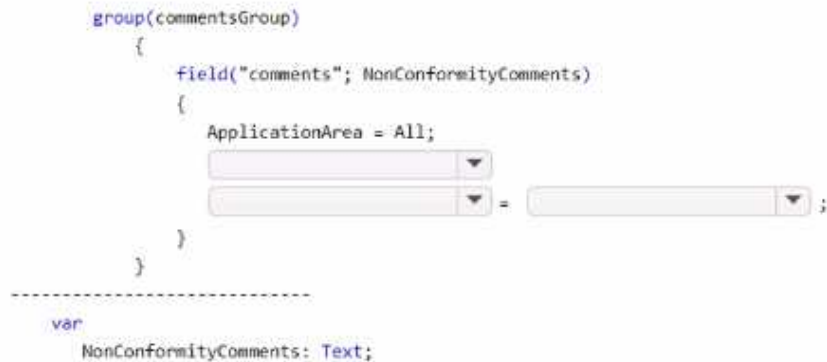 group(commentsGroup)
{
field("comments"; NonConformityComments)
{
ApplicationArea = All;
= ;
}
}
------------------------------
var
NonConformityComments: Text;